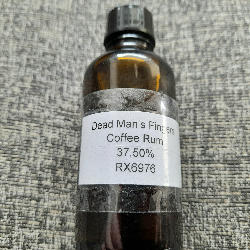 Dead Man's Fingers
Coffee Rum
37.50%
RX6976